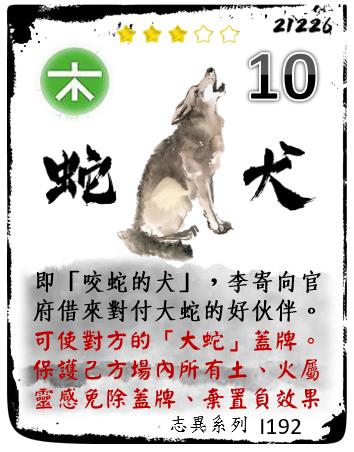 21226
木
10
蛇 犬
即「咬蛇的犬」，李寄向官
府借來對付大蛇的好伙伴。
可使對方的「大蛇」蓋牌。
保護己方場內所有土、火屬
靈感免除蓋牌、棄置負效果
志異系列 I192